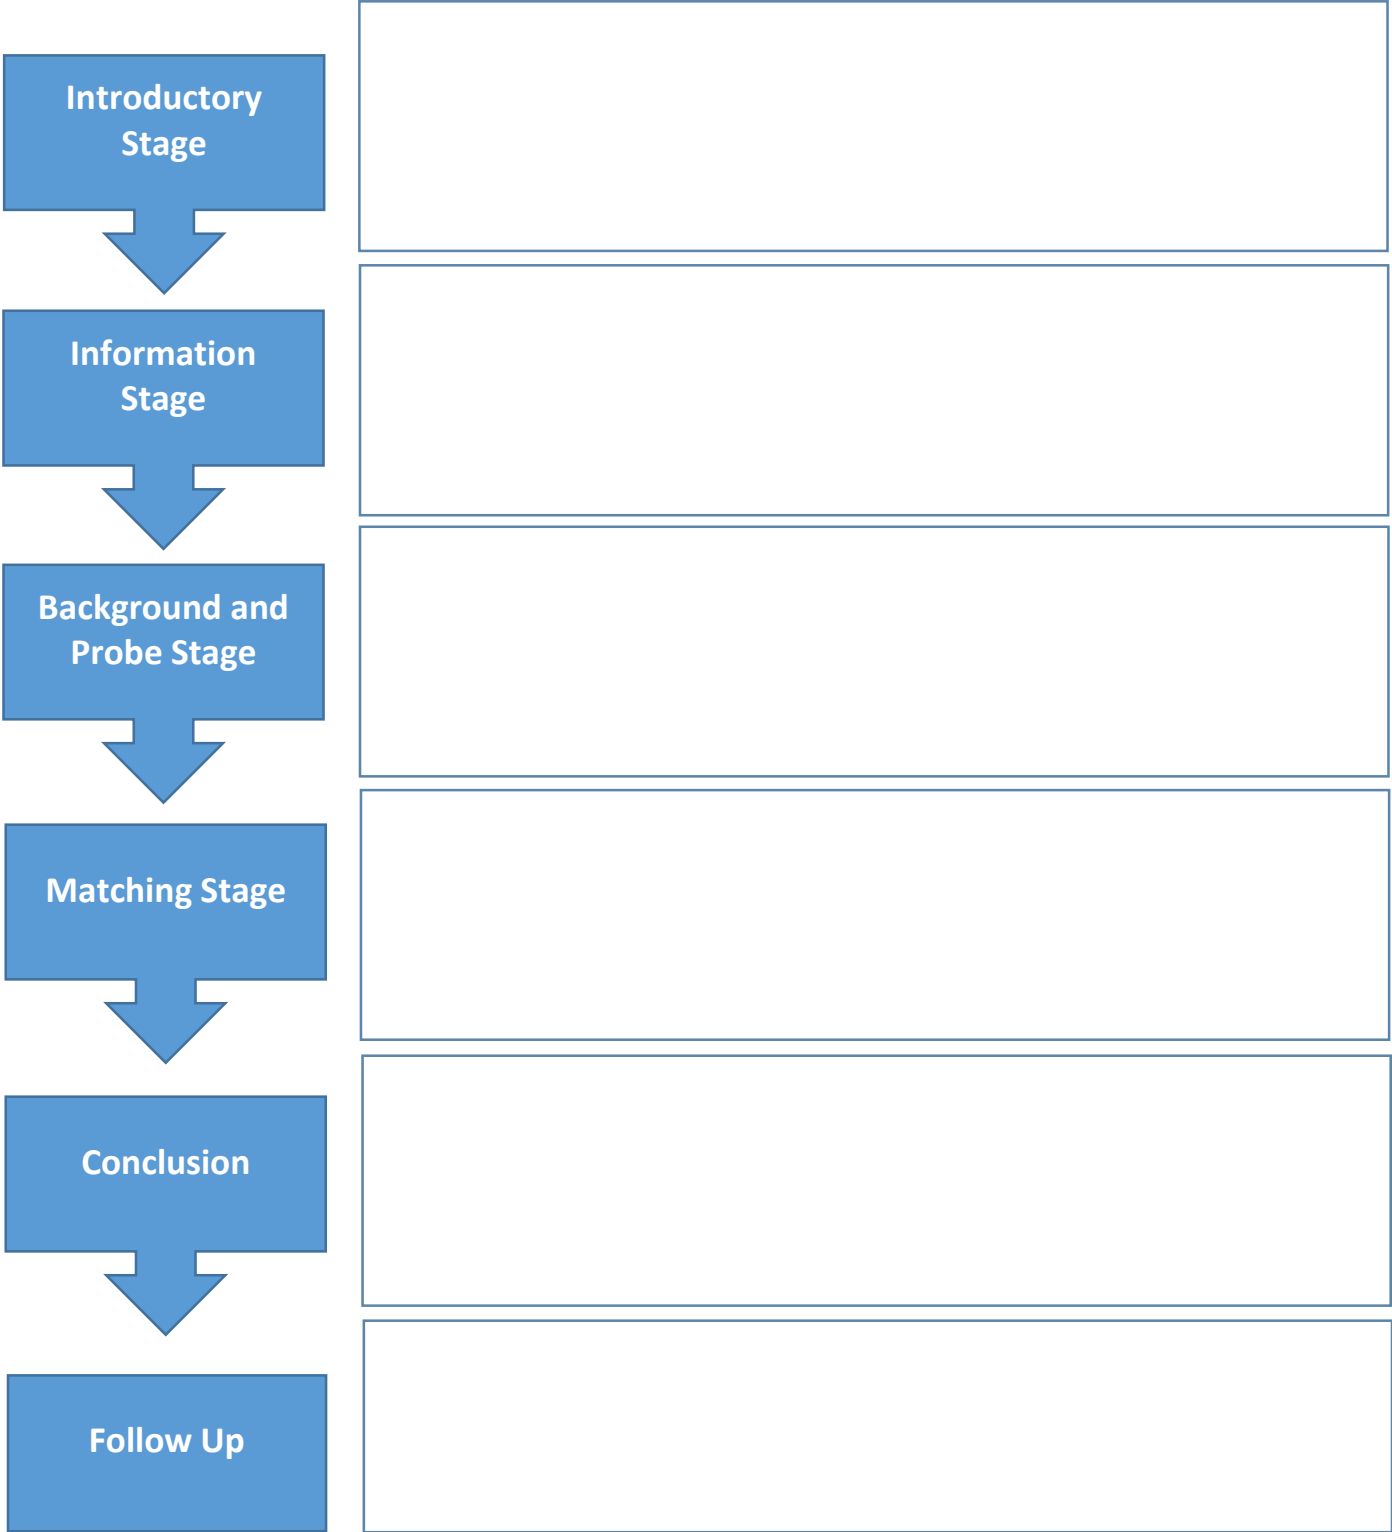 Introductory
Stage
Information
Stage
Background and
Probe Stage
Matching Stage
Conclusion
Follow Up